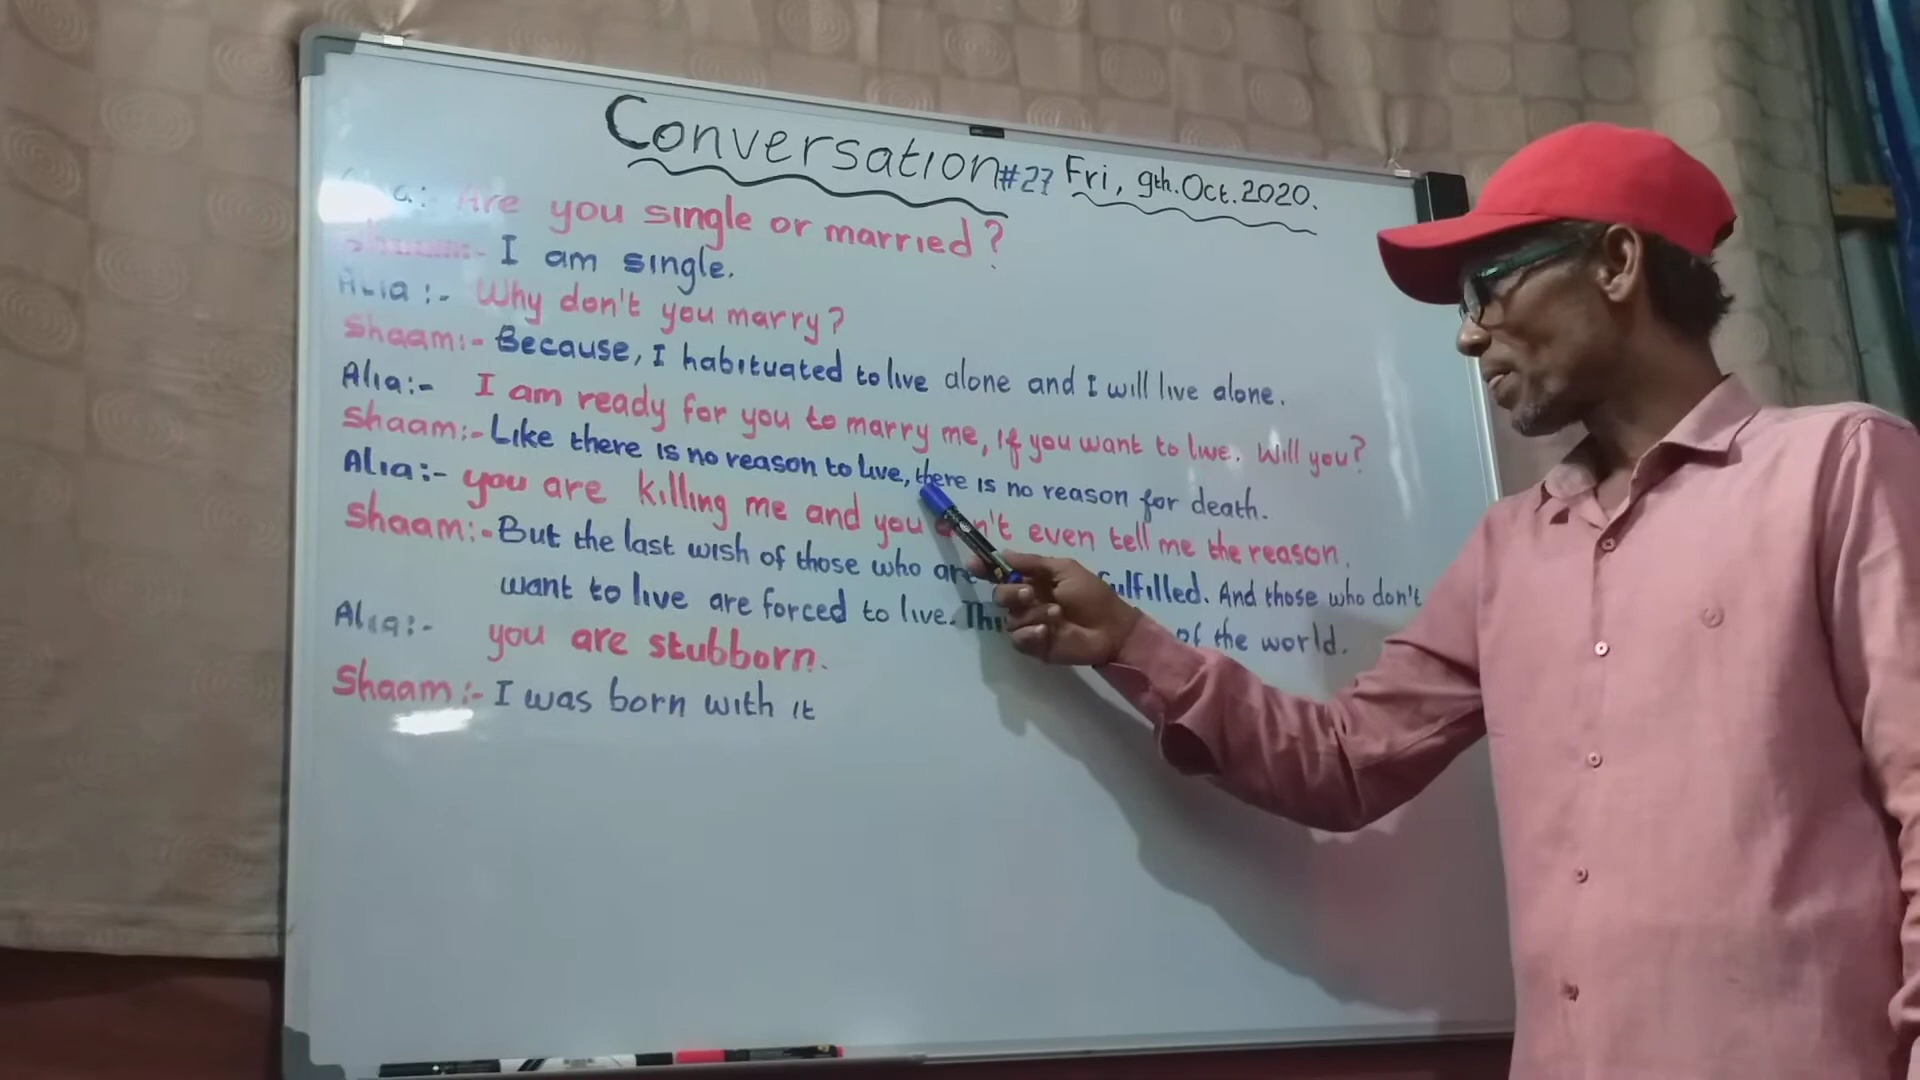 Conversation #27 Fri, 9th. Oct. 2020.
Are you single or married?
Shaam:- I am single.
Alia:- Why don't you marry?
Shaam:- Because, I habituated to live alone and I will live alone.
Alia:- I am ready for you to marry me, if you want to live. Will you?
Shaam:- Like there is no reason to live, there is no reason for death.
Alia:- you are killing me and you don't even tell me the reason.
Shaam:- But the last wish of those who are fulfilled. And those who don't
want to live are forced to live. of the world.
Alia:- you are stubborn.
Shaam:- I was born with it